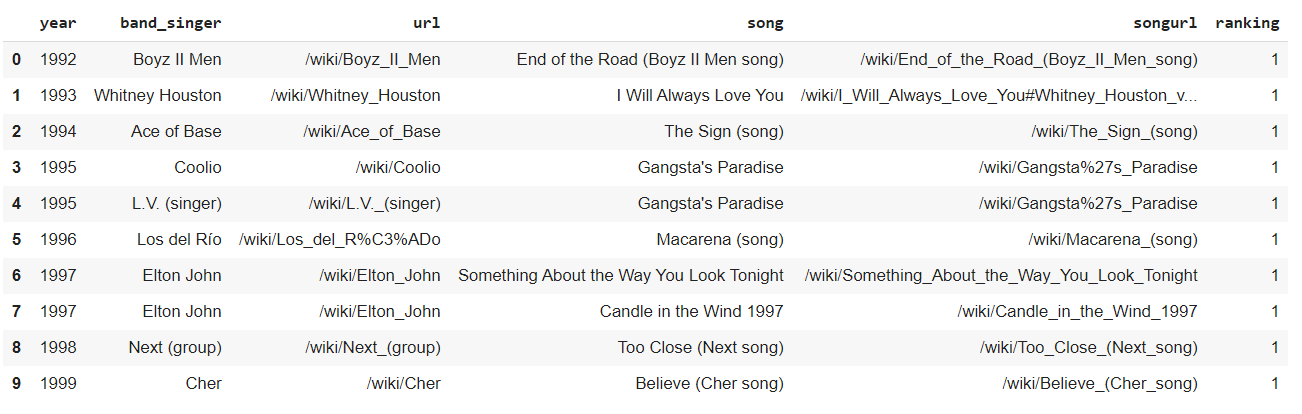 year band_singer url song songurl ranking
0 1992 Boyz II Men /wiki/Boyz_II_Men End of the Road (Boyz II Men song) /wiki/End_of_the_Road_(Boyz_II_Men_song) 1
1 1993 Whitney Houston /wiki/Whitney_Houston I Will Always Love You /wiki/I_Will_Always_Love_You#Whitney_Houston_v... 1
2 1994 Ace of Base /wiki/Ace_of_Base The Sign (song) /wiki/The_Sign_(song) 1
3 1995 Coolio /wiki/Coolio Gangsta's Paradise /wiki/Gangsta%27s_Paradise 1
4 1995 L.V. (singer) /wiki/L.V._(singer) Gangsta's Paradise /wiki/Gangsta%27s_Paradise 1
5 1996 Los del Río /wiki/Los_del_R%C3%ADo Macarena (song) /wiki/Macarena_(song) 1
6 1997 Elton John /wiki/Elton_John Something About the Way You Look Tonight /wiki/Something_About_the_Way_You_Look_Tonight 1
7 1997 Elton John /wiki/Elton_John Candle in the Wind 1997 /wiki/Candle_in_the_Wind_1997 1
8 1998 Next (group) /wiki/Next_(group) Too Close (Next song) /wiki/Too_Close_(Next_song) 1
9 1999 Cher /wiki/Cher Believe (Cher song) /wiki/Believe_(Cher_song) 1